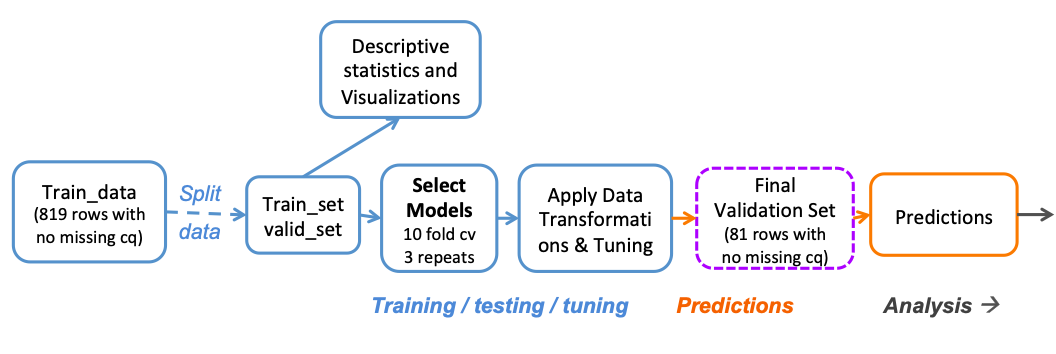 Descriptive
statistics and
Visualizations
Train_data
(819 rows with
no missing cq)
Split
data
Train_set
valid_set
Select
Models
10 fold cv
3 repeats
Apply Data
Transformati
ons & Tuning
Final
Validation Set
(81 rows with
no missing cq)
Predictions
Training / testing / tuning
Predictions
Analysis →